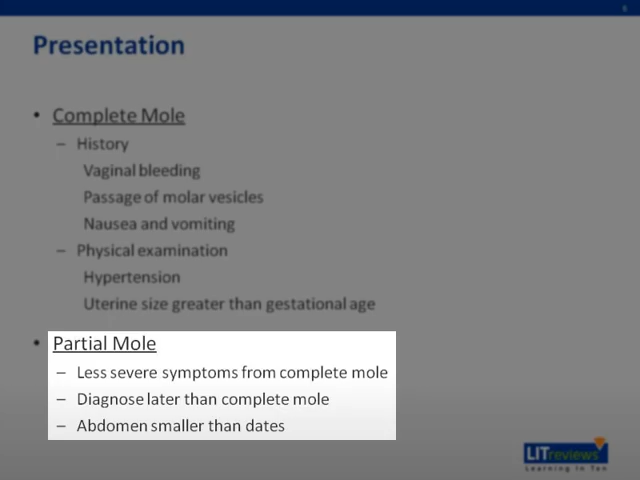 6
Presentation
• Complete Mole
– History
Vaginal bleeding
Passage of molar vesicles
Nausea and vomiting
– Physical examination
Hypertension
Uterine size greater than gestational age
• Partial Mole
– Less severe symptoms from complete mole
– Diagnose later than complete mole
– Abdomen smaller than dates
LITreviews
Learning In Ten